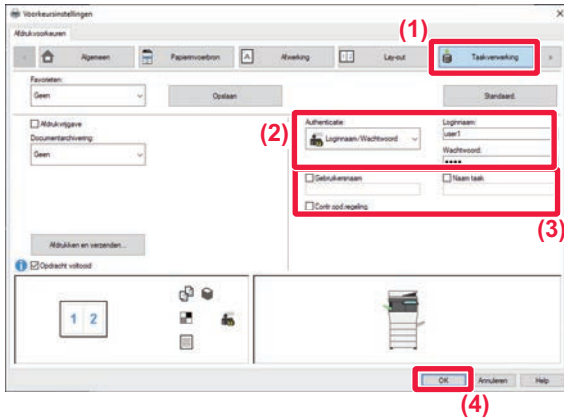 Voorkeursinstellingen
Afdrukvoorkeuren
(1)
Algemeen
Papierinvoerbron
A
Afwerking
Lay-out
Taakverwerking
Favorieten:
Geen
Opslaan
Standaard
Afdrukvrijgave
Documentarchivering:
Geen
(2)
Authenticatie:
Loginnaam/Wachtwoord
Loginnaam:
user1
Wachtwoord:
••••
Gebruikersnaam
Naam taak
Contr.opd.regeling
(3)
Afdrukken en verzenden...
Opdracht voltooid
1 2
OK
Annuleren
Help
(4)